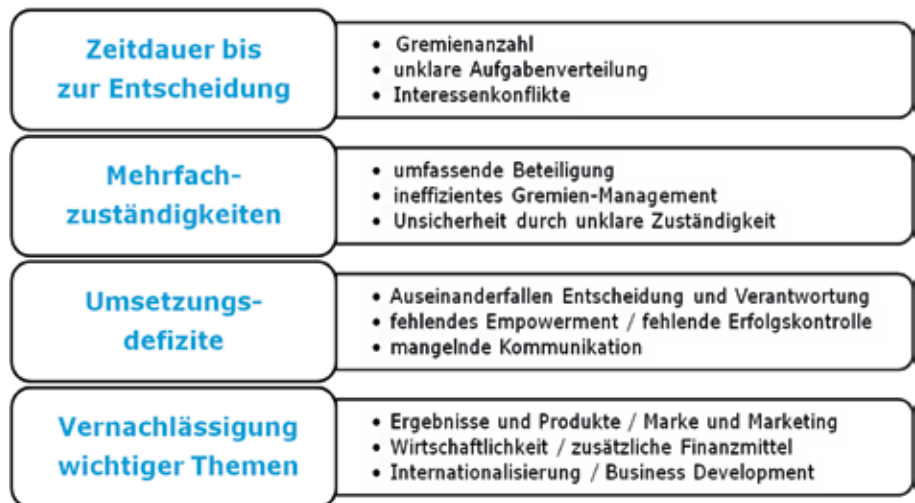 Zeitdauer bis
zur Entscheidung
• Gremienanzahl
• unklare Aufgabenverteilung
• Interessenkonflikte
Mehrfach-
zuständigkeiten
• umfassende Beteiligung
• ineffizientes Gremien-Management
• Unsicherheit durch unklare Zuständigkeit
Umsetzungs-
defizite
• Auseinanderfallen Entscheidung und Verantwortung
• fehlendes Empowerment / fehlende Erfolgskontrolle
• mangelnde Kommunikation
Vernachlässigung
wichtiger Themen
• Ergebnisse und Produkte / Marke und Marketing
• Wirtschaftlichkeit / zusätzliche Finanzmittel
• Internationalisierung / Business Development